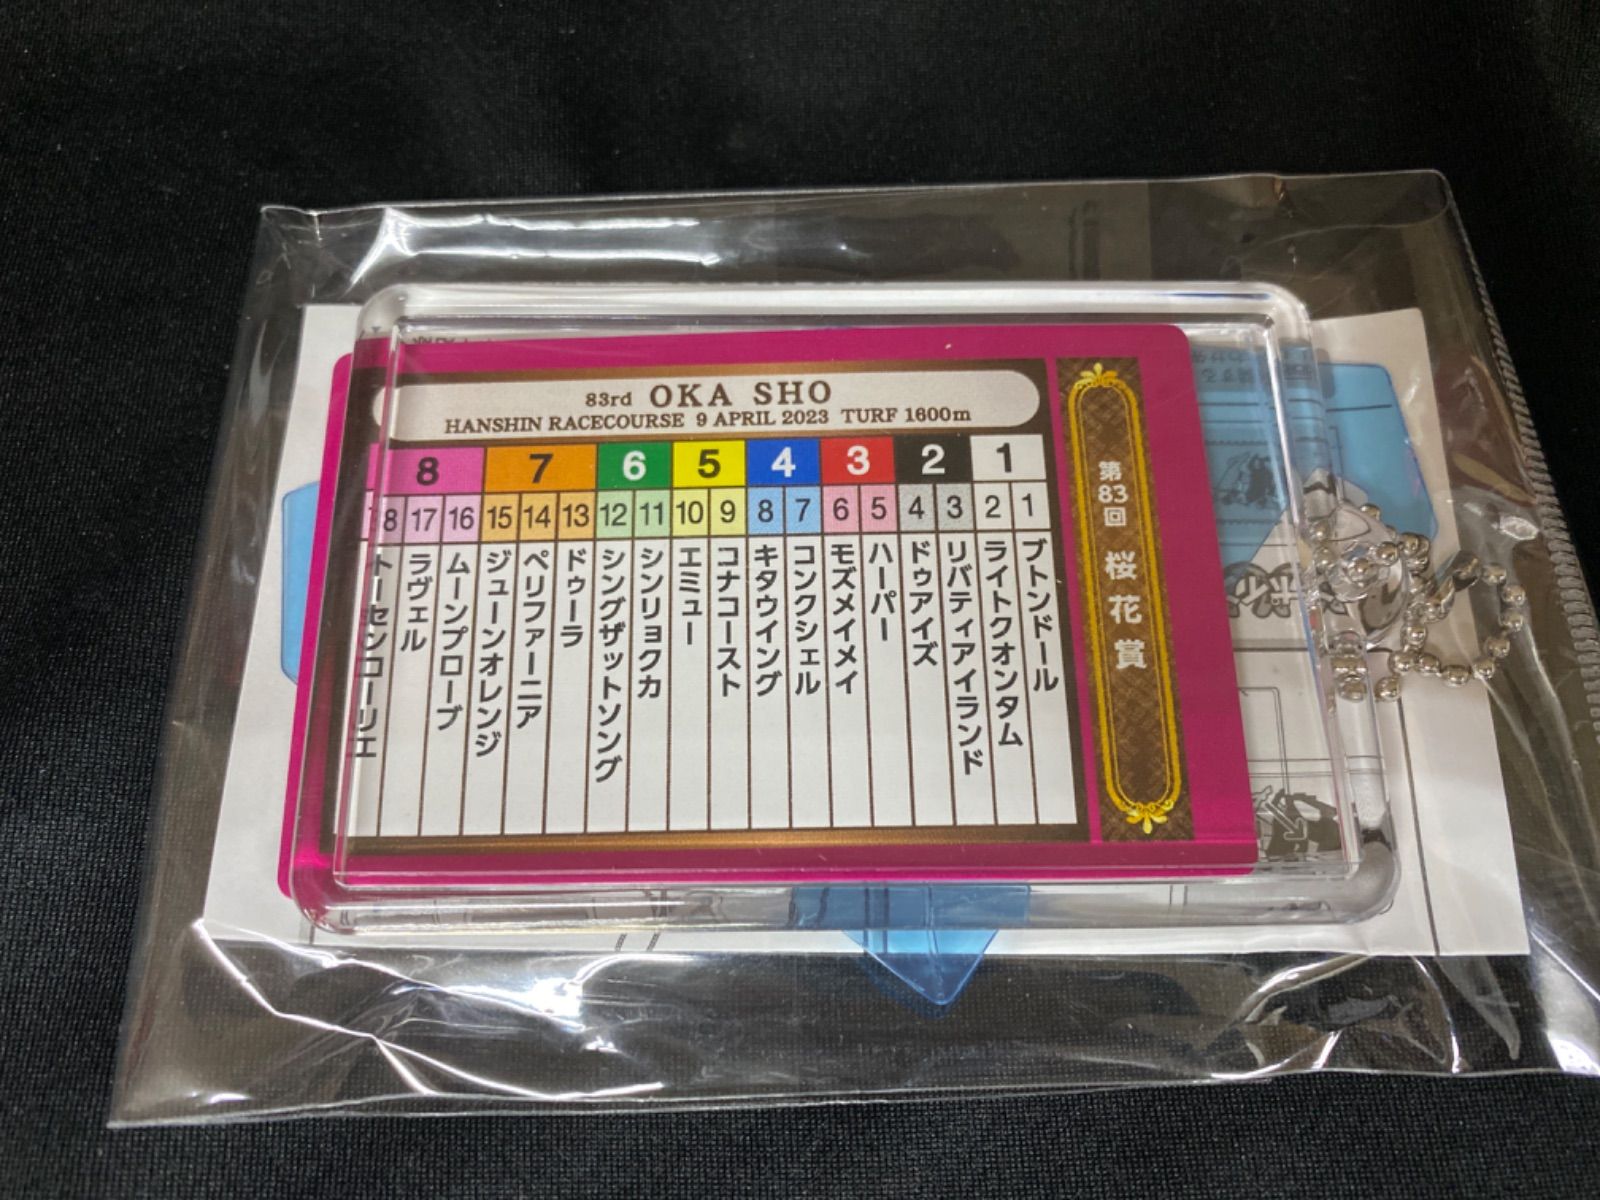 83rd OKA SHO
HANSHIN RACECOURSE 9 APRIL 2023 TURF 1600m
8 7 6 5 4 3 2 1
18 17 16 15 14 13 12 11 10 9 8 7 6 5 4 3 2 1
第83回 桜花賞
ブトンドール
ライトクオンタム
リバティアイランド
ドゥアイズ
ハーパー
モズメイメイ
コンクシェル
キタウイング
コナコースト
エミュー
シンリョクカ
シングザットソング
ドゥーラ
ペリファーニア
ジューンオレンジ
ムーンプローブ
ラヴェル
トーセンローリエ